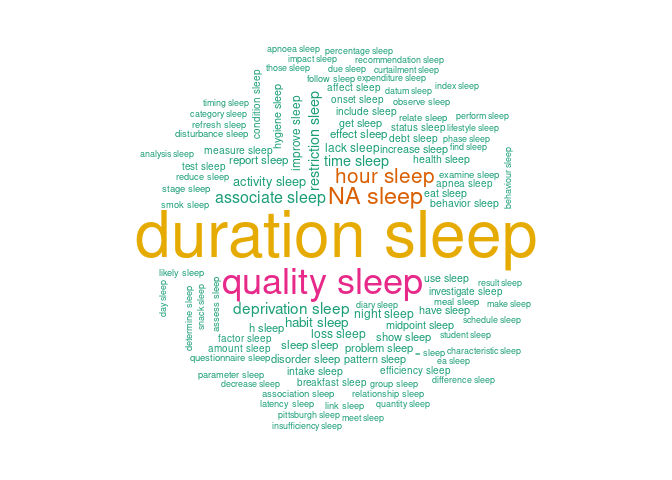 apnoea sleep
percentage sleep
impact sleep
recommendation sleep
those sleep
due sleep
curtailment sleep
follow sleep
expenditure sleep
condition sleep
hygiene sleep
affect sleep
datum sleep
index sleep
timing sleep
improve sleep
restriction sleep
onset sleep
observe sleep
category sleep
include sleep
relate sleep
perform sleep
refresh sleep
get sleep
status sleep
lifestyle sleep
disturbance sleep
effect sleep
debt sleep
phase sleep
measure sleep
lack sleep
increase sleep
find sleep
analysis sleep
report sleep
time sleep
health sleep
behaviour sleep
test sleep
reduce sleep
activity sleep
hour sleep
examine sleep
apnea sleep
stage sleep
associate sleep
NA sleep
eat sleep
smok sleep
behavior sleep
duration sleep
likely sleep
quality sleep
use sleep
result sleep
day sleep
determine sleep
snack sleep
assess sleep
investigate sleep
deprivation sleep
diary sleep
meal sleep
make sleep
night sleep
have sleep
h sleep
habit sleep
midpoint sleep
schedule sleep
factor sleep
loss sleep
show sleep
student sleep
amount sleep
sleep sleep
problem sleep
= sleep
characteristic sleep
questionnaire sleep
disorder sleep
pattern sleep
ea sleep
parameter sleep
intake sleep
efficiency sleep
decrease sleep
breakfast sleep
group sleep
difference sleep
association sleep
relationship sleep
latency sleep
link sleep
quantity sleep
pittsburgh sleep
meet sleep
insufficiency sleep